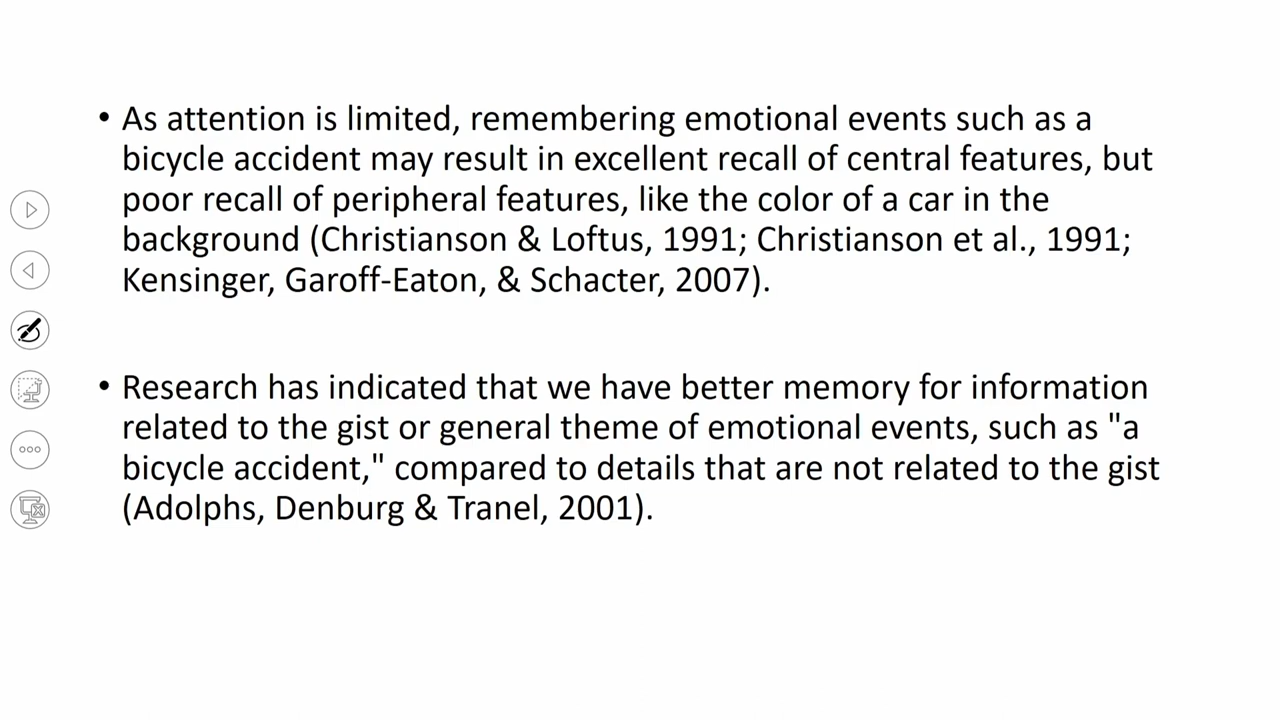 • As attention is limited, remembering emotional events such as a
bicycle accident may result in excellent recall of central features, but
poor recall of peripheral features, like the color of a car in the
background (Christianson & Loftus, 1991; Christianson et al., 1991;
Kensinger, Garoff-Eaton, & Schacter, 2007).
• Research has indicated that we have better memory for information
related to the gist or general theme of emotional events, such as "a
bicycle accident," compared to details that are not related to the gist
(Adolphs, Denburg & Tranel, 2001).